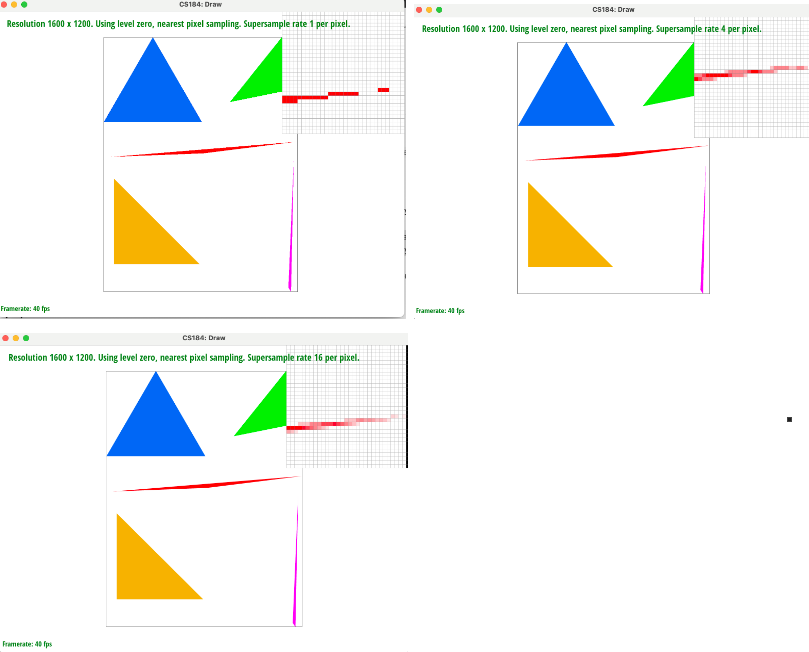 CS184: Draw
Resolution 1600 x 1200. Using level zero, nearest pixel sampling. Supersample rate 1 per pixel.
Framerate: 40 fps
CS184: Draw
Resolution 1600 x 1200. Using level zero, nearest pixel sampling. Supersample rate 4 per pixel.
Framerate: 40 fps
CS184: Draw
Resolution 1600 x 1200. Using level zero, nearest pixel sampling. Supersample rate 16 per pixel.
Framerate: 40 fps